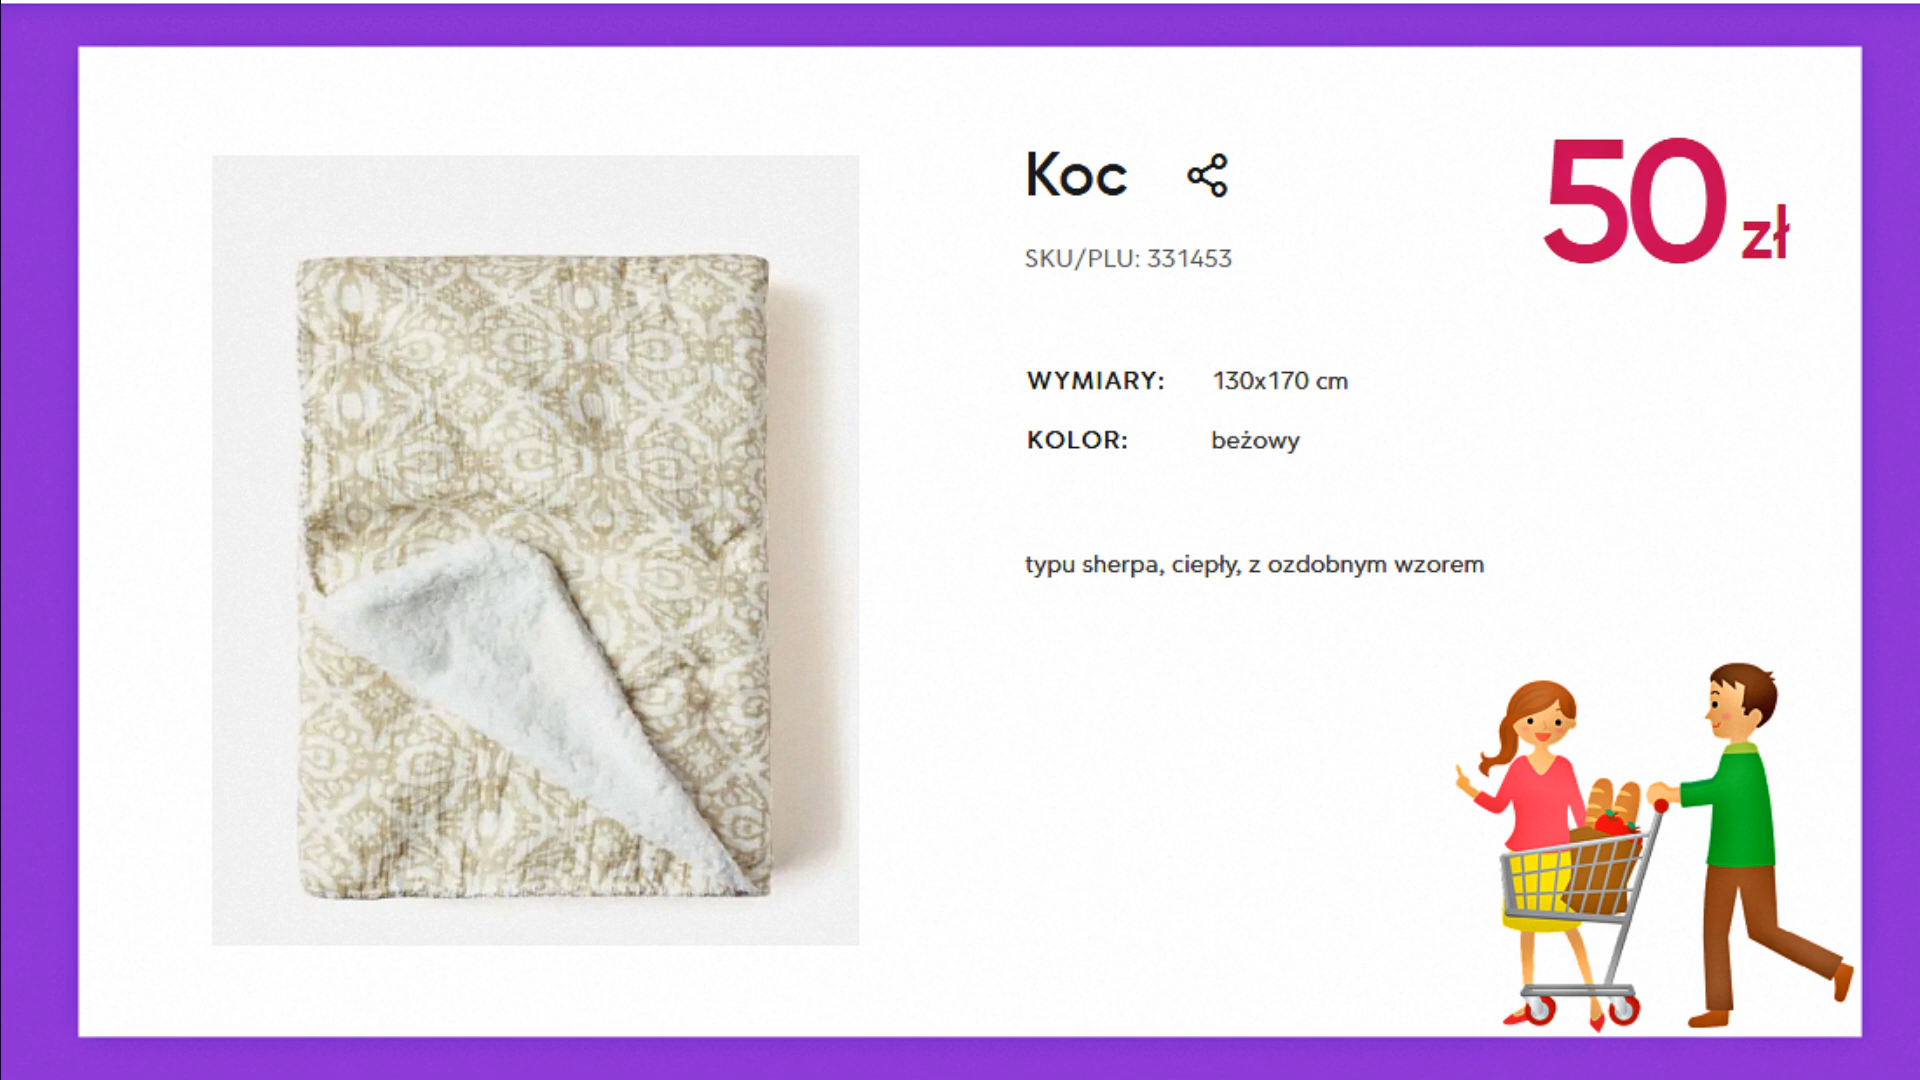 Koc
50 zł
SKU/PLU: 331453
WYMIARY: 130x170 cm
KOLOR: beżowy
typu sherpa, ciepły, z ozdobnym wzorem